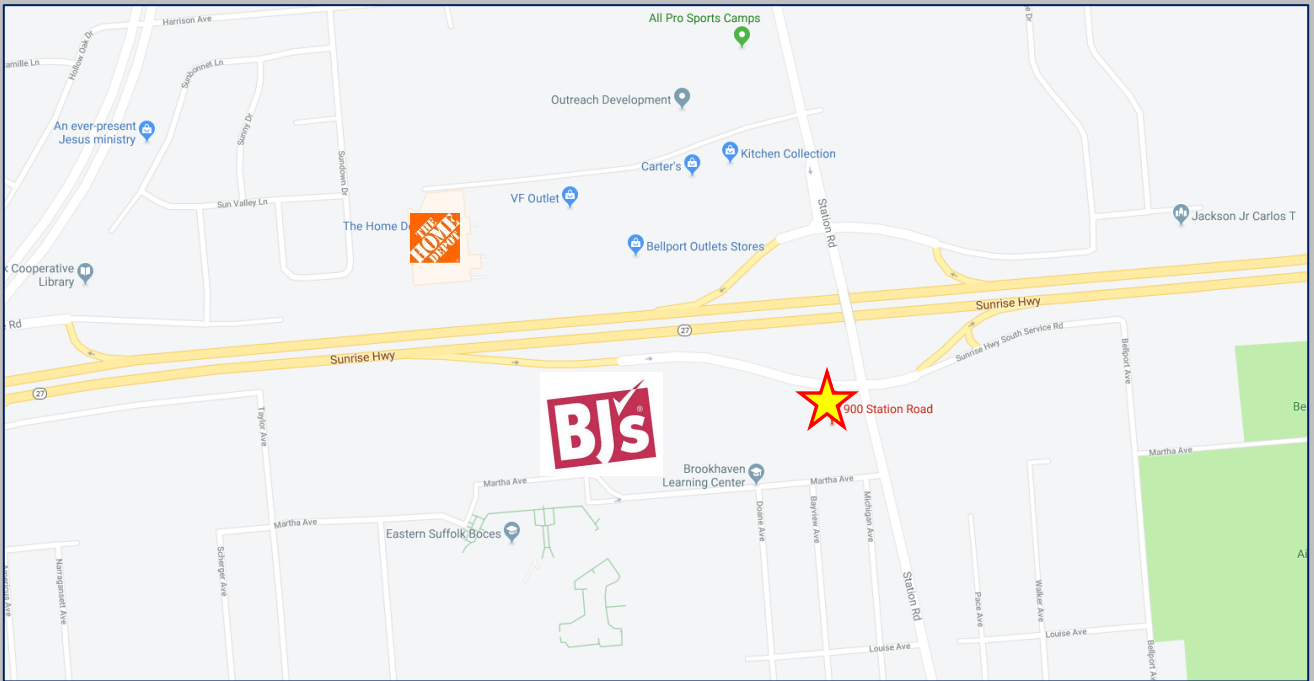 Harrison Ave
All Pro Sports Camps
Hollow Oak Dr
Sunbonnet Ln
Outreach Development
An ever-present
Jesus ministry
Sunny Dr
Sundown Dr
Kitchen Collection
Carter's
VF Outlet
Sun Valley Ln
Station Rd
Jackson Jr Carlos T
The Home D
THE
HOME
DEPOT
Bellport Outlets Stores
Cooperative
Library
Rd
Sunrise Hwy
27
Sunrise Hwy South Service Rd
Sunrise Hwy
27
Bellport Ave
BJ's
®
900 Station Road
Be
Taylor Ave
Martha Ave
Brookhaven
Learning Center
Martha Ave
Martha Ave
Martha Ave
Eastern Suffolk Boces
Doane Ave
Bayview Ave
Michigan Ave
Scherger Ave
Narragansett Ave
Americus Ave
Station Rd
Pace Ave
Walker Ave
Louise Ave
Louise Ave
Bellport Av